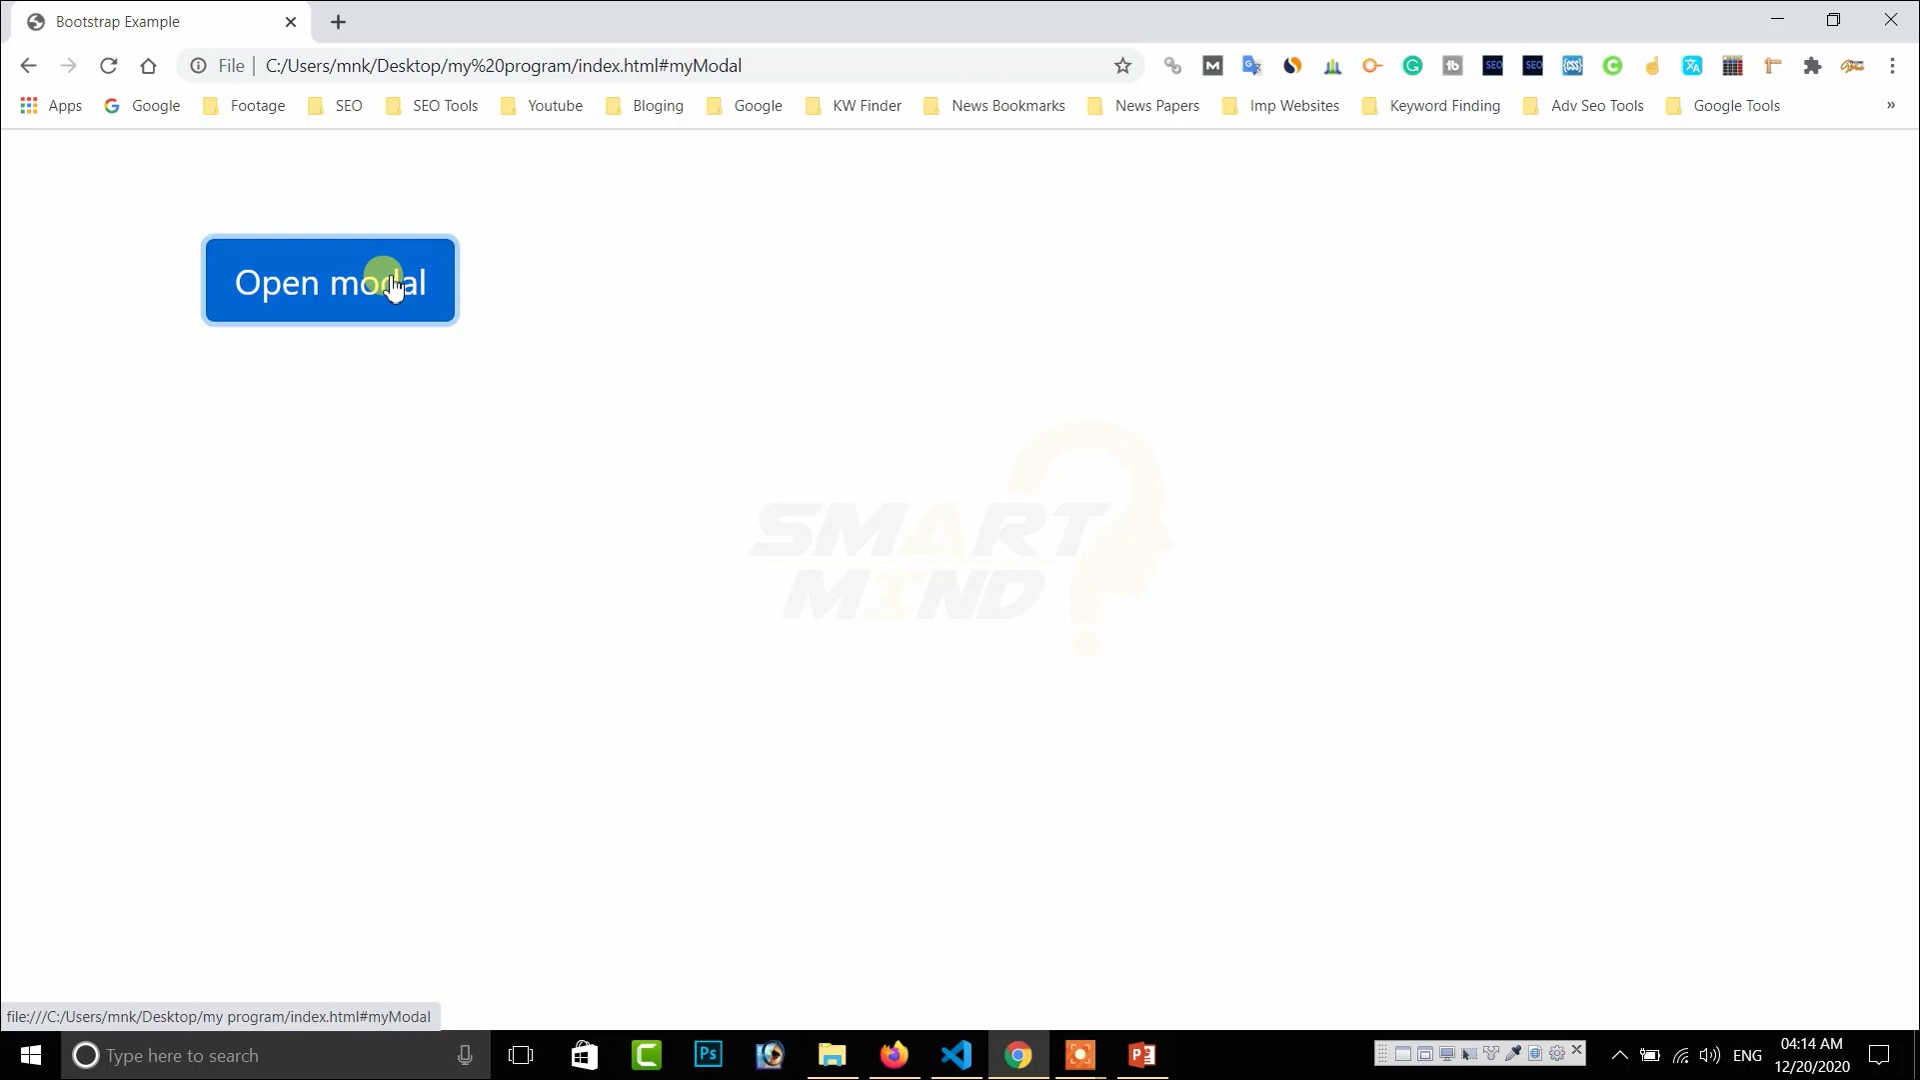 Bootstrap Example
File
C:/Users/mnk/Desktop/my%20program/index.html#myModal
Apps
Google
Footage
SEO
SEO Tools
Youtube
Bloging
Google
KW Finder
News Bookmarks
News Papers
Imp Websites
Keyword Finding
Adv Seo Tools
Google Tools
»
Open modal
SMART
MIND
file:///C:/Users/mnk/Desktop/my program/index.html#myModal
Type here to search
Ps
ENG
04:14 AM
12/20/2020